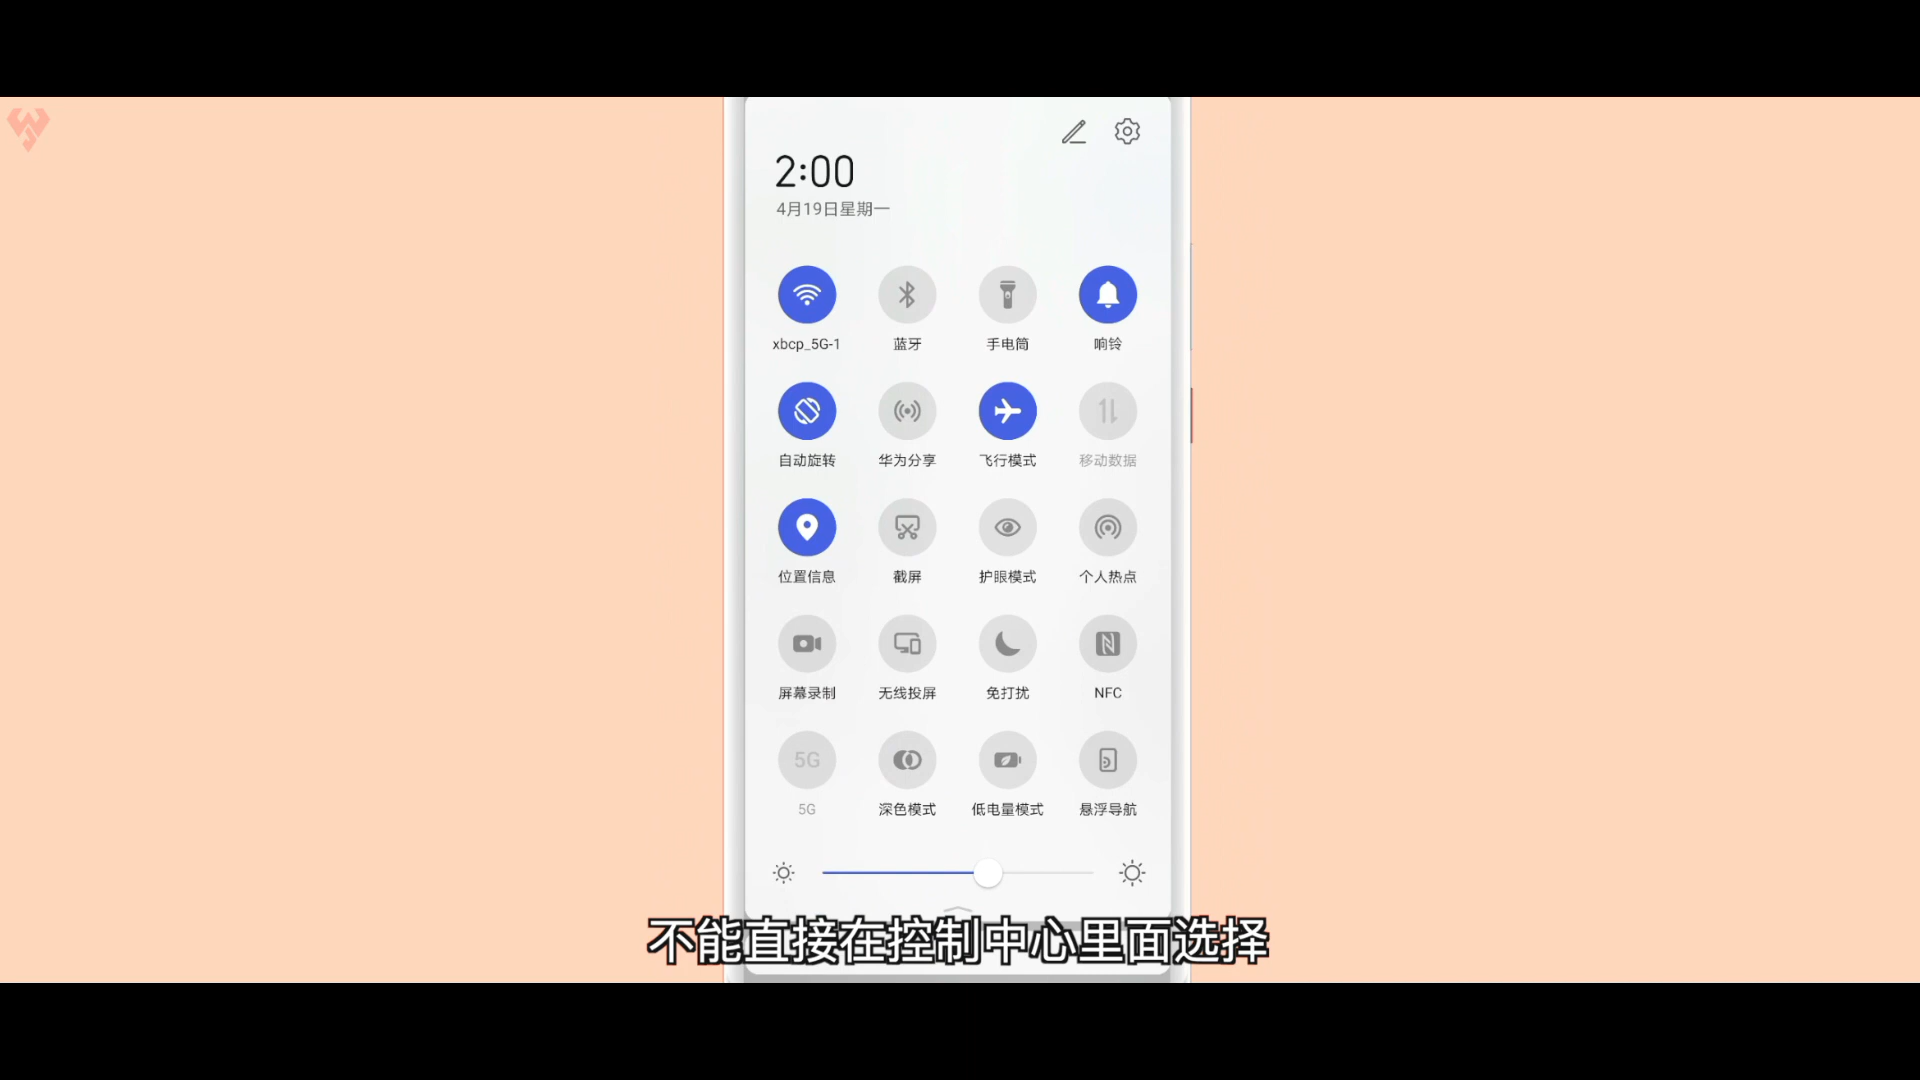 2:00
4月19日星期一
xbcp_5G-1
蓝牙
手电筒
响铃
自动旋转
华为分享
飞行模式
移动数据
位置信息
截屏
护眼模式
个人热点
屏幕录制
无线投屏
免打扰
NFC
5G
5G
深色模式
低电量模式
悬浮导航
不能直接在控制中心里面选择